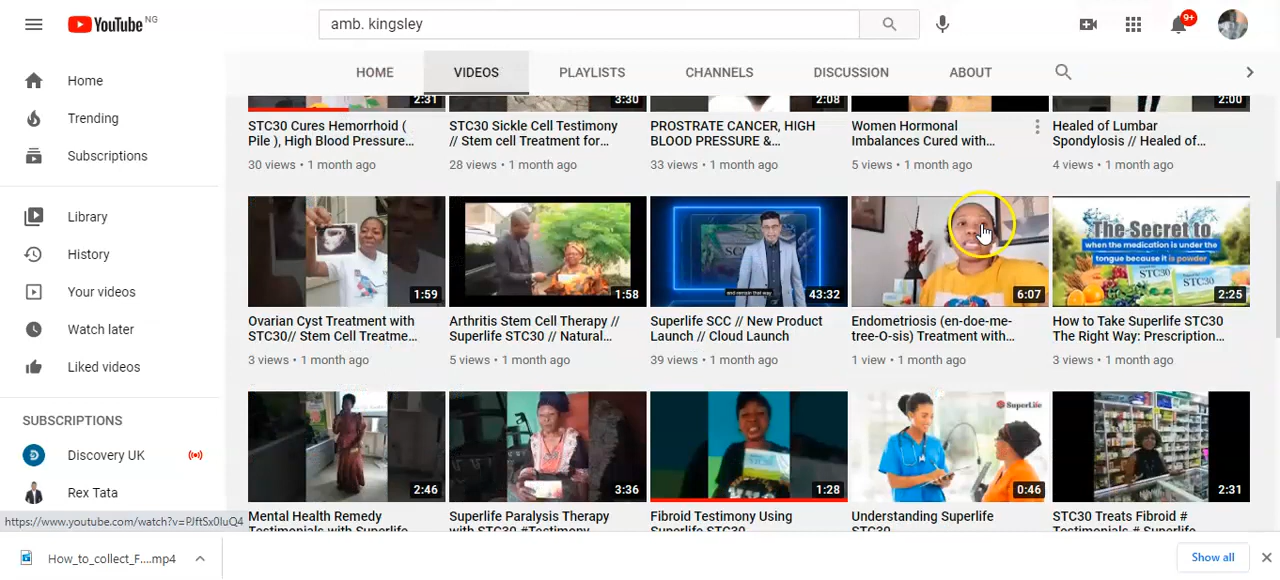 YouTube NG
amb. kingsley
9+
HOME VIDEOS PLAYLISTS CHANNELS DISCUSSION ABOUT
Home
Trending
Subscriptions
Library
History
Your videos
Watch later
Liked videos
SUBSCRIPTIONS
Discovery UK
Rex Tata
2:31
STC30 Cures Hemorrhoid (
Pile ), High Blood Pressure...
30 views • 1 month ago
3:30
STC30 Sickle Cell Testimony
// Stem cell Treatment for...
28 views • 1 month ago
2:08
PROSTRATE CANCER, HIGH
BLOOD PRESSURE &...
33 views • 1 month ago
Women Hormonal
Imbalances Cured with...
5 views • 1 month ago
2:00
Healed of Lumbar
Spondylosis // Healed of...
4 views • 1 month ago
1:59
Ovarian Cyst Treatment with
STC30// Stem Cell Treatme...
3 views • 1 month ago
1:58
Arthritis Stem Cell Therapy //
Superlife STC30 // Natural...
5 views • 1 month ago
and remain that way
43:32
Superlife SCC // New Product
Launch // Cloud Launch
39 views • 1 month ago
6:07
Endometriosis (en-doe-me-
tree-O-sis) Treatment with...
1 view • 1 month ago
The Secret to
when the medication is under the
tongue because it is powder
STC30
2:25
How to Take Superlife STC30
The Right Way: Prescription...
3 views • 1 month ago
2:46
Mental Health Remedy
Testimonials with Superlife
3:36
Superlife Paralysis Therapy
with STC30 #Testimony
1:28
Fibroid Testimony Using
Superlife STC30
SuperLife
0:46
Understanding Superlife
STC30
2:31
STC30 Treats Fibroid #
Testimonials # Superlife
https://www.youtube.com/watch?v=PJftSx0IuQ4
How_to_collect_F....mp4
Show all